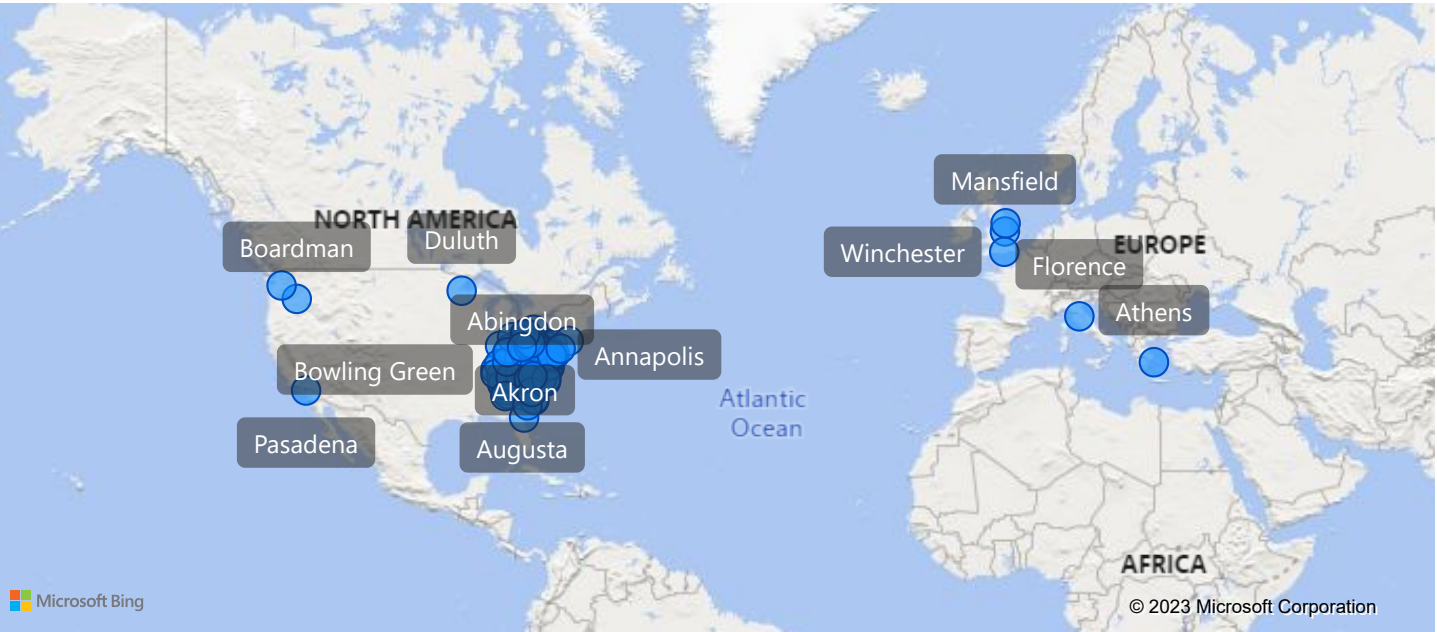 Mansfield
NORTH AMERICA
Boardman
Duluth
Winchester
EUROPE
Florence
Athens
Abingdon
Annapolis
Bowling Green
Akron
Atlantic
Ocean
Pasadena
Augusta
AFRICA
Microsoft Bing
© 2023 Microsoft Corporation